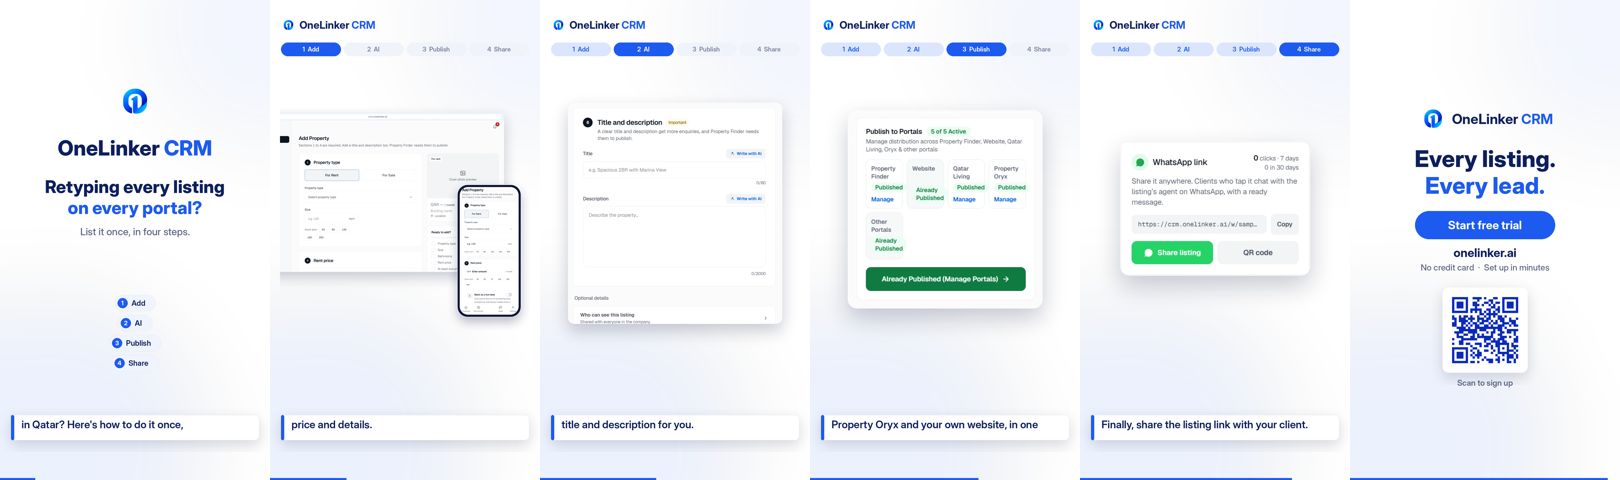 OneLinker CRM
Retyping every listing
on every portal?
List it once, in four steps.
1 Add
2 AI
3 Publish
4 Share
in Qatar? Here's how to do it once,
OneLinker CRM
1 Add
2 AI
3 Publish
4 Share
Add Property
Property type
For Rent
For Sale
Property type
Rent price
Add Property
Property type
Rent price
price and details.
OneLinker CRM
1 Add
2 AI
3 Publish
4 Share
Title and description
Important
A clear title and description get more enquiries, and Property Finder needs
them to publish.
Title
Write with AI
e.g. Spacious 2BR with Marina View
0/80
Description
Write with AI
Describe the property...
0/2000
Optional details
Who can see this listing
Shared with everyone in the company
title and description for you.
OneLinker CRM
1 Add
2 AI
3 Publish
4 Share
Publish to Portals
5 of 5 Active
Manage distribution across Property Finder, Website, Qatar
Living, Oryx & other portals
Property
Finder
Published
Manage
Website
Already
Published
Qatar
Living
Published
Manage
Property
Oryx
Published
Manage
Other
Portals
Already
Published
Already Published (Manage Portals) →
Property Oryx and your own website, in one
OneLinker CRM
1 Add
2 AI
3 Publish
4 Share
WhatsApp link
0 clicks · 7 days
0 in 30 days
Share it anywhere. Clients who tap it chat with the
listing's agent on WhatsApp, with a ready
message.
https://crm.onelinker.ai/w/samp…
Copy
Share listing
QR code
Finally, share the listing link with your client.
OneLinker CRM
Every listing.
Every lead.
Start free trial
onelinker.ai
No credit card · Set up in minutes
Scan to sign up